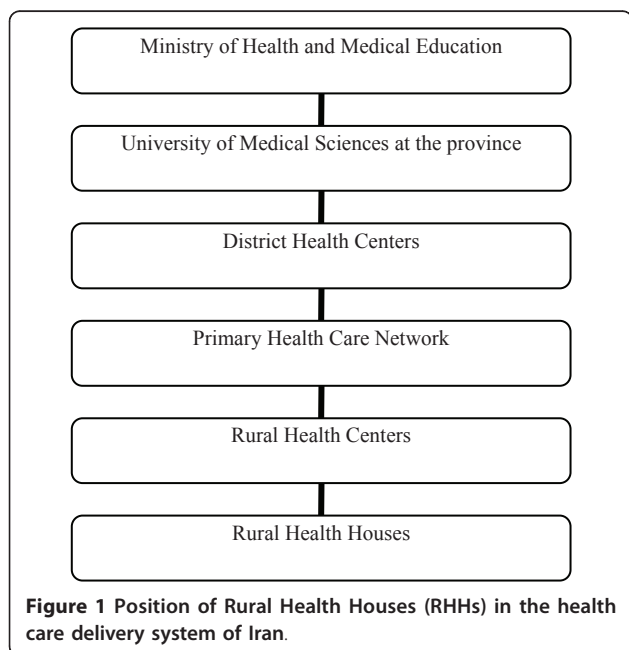 Ministry of Health and Medical Education
University of Medical Sciences at the province
District Health Centers
Primary Health Care Network
Rural Health Centers
Rural Health Houses
Figure 1 Position of Rural Health Houses (RHHs) in the health
care delivery system of Iran.